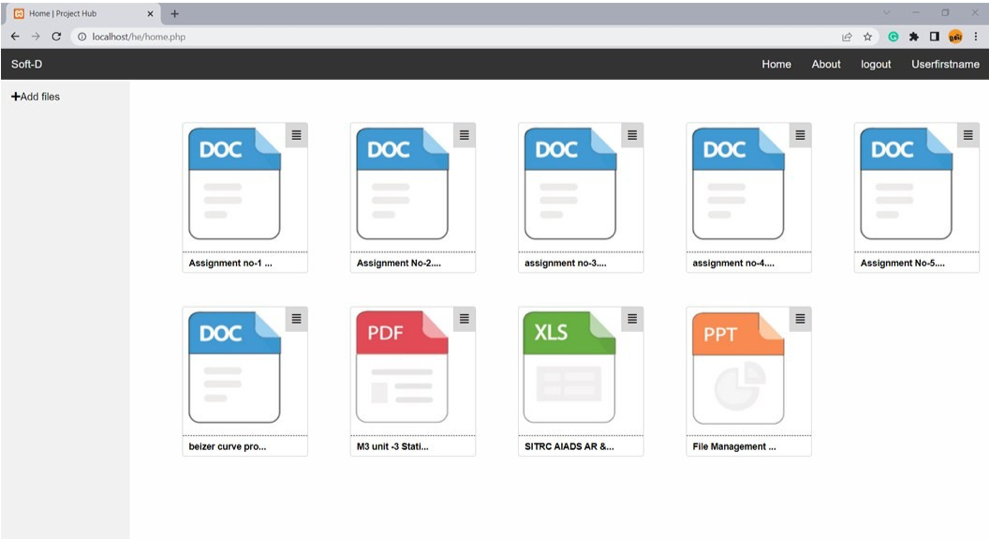 Home | Project Hub
localhost/he/home.php
Soft-D
Home About logout Userfirstname
Add files
DOC DOC DOC DOC DOC
Assignment no-1 ... Assignment No-2.... assignment no-3.... assignment no-4.... Assignment No-5....
DOC PDF XLS PPT
beizer curve pro... M3 unit -3 Stati... SITRC AIADS AR &... File Management ...